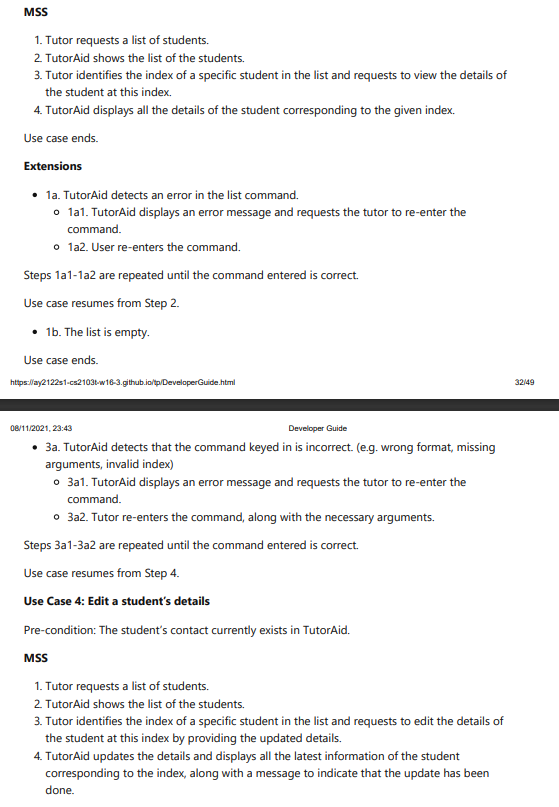 MSS
1. Tutor requests a list of students.
2. TutorAid shows the list of the students.
3. Tutor identifies the index of a specific student in the list and requests to view the details of
the student at this index.
4. TutorAid displays all the details of the student corresponding to the given index.
Use case ends.
Extensions
• 1a. TutorAid detects an error in the list command.
○ 1a1. TutorAid displays an error message and requests the tutor to re-enter the
command.
○ 1a2. User re-enters the command.
Steps 1a1-1a2 are repeated until the command entered is correct.
Use case resumes from Step 2.
• 1b. The list is empty.
Use case ends.
https://ay2122s1-cs2103t-w16-3.github.io/tp/DeveloperGuide.html 32/49
08/11/2021, 23:43 Developer Guide
• 3a. TutorAid detects that the command keyed in is incorrect. (e.g. wrong format, missing
arguments, invalid index)
○ 3a1. TutorAid displays an error message and requests the tutor to re-enter the
command.
○ 3a2. Tutor re-enters the command, along with the necessary arguments.
Steps 3a1-3a2 are repeated until the command entered is correct.
Use case resumes from Step 4.
Use Case 4: Edit a student's details
Pre-condition: The student's contact currently exists in TutorAid.
MSS
1. Tutor requests a list of students.
2. TutorAid shows the list of the students.
3. Tutor identifies the index of a specific student in the list and requests to edit the details of
the student at this index by providing the updated details.
4. TutorAid updates the details and displays all the latest information of the student
corresponding to the index, along with a message to indicate that the update has been
done.